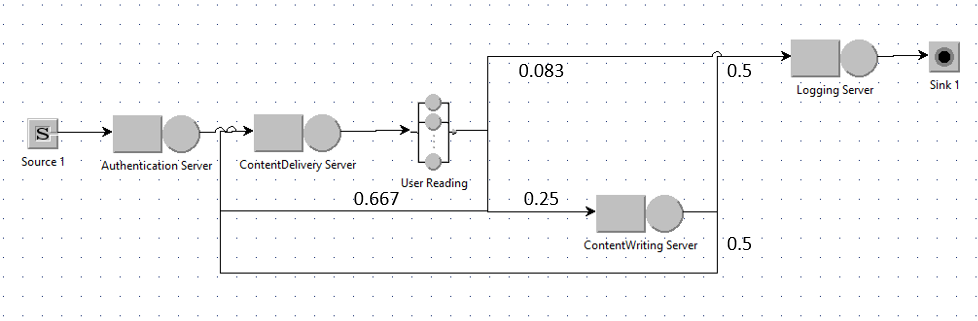 0.083
0.5
Logging Server
Sink 1
S
Source 1
Authentication Server
ContentDelivery Server
User Reading
0.667
0.25
ContentWriting Server
0.5